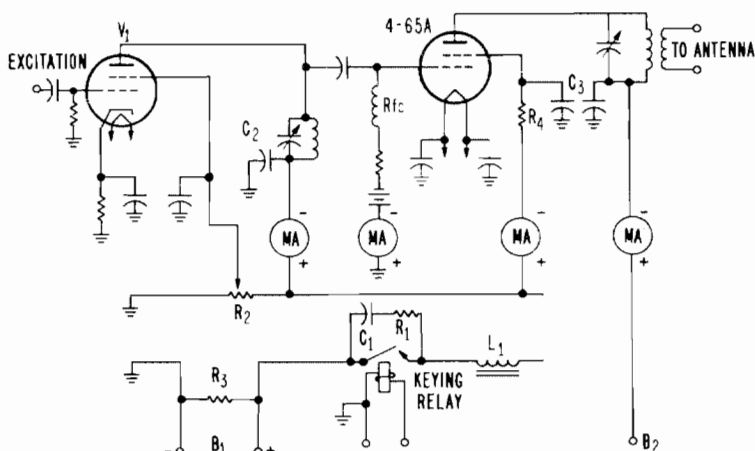 V1
4-65A
EXCITATION
TO ANTENNA
C2
Rfc
C3
R4
-
-
-
-
MA
MA
MA
MA
+
+
+
+
R2
C1
R1
L1
R3
KEYING
RELAY
- B1 +
B2